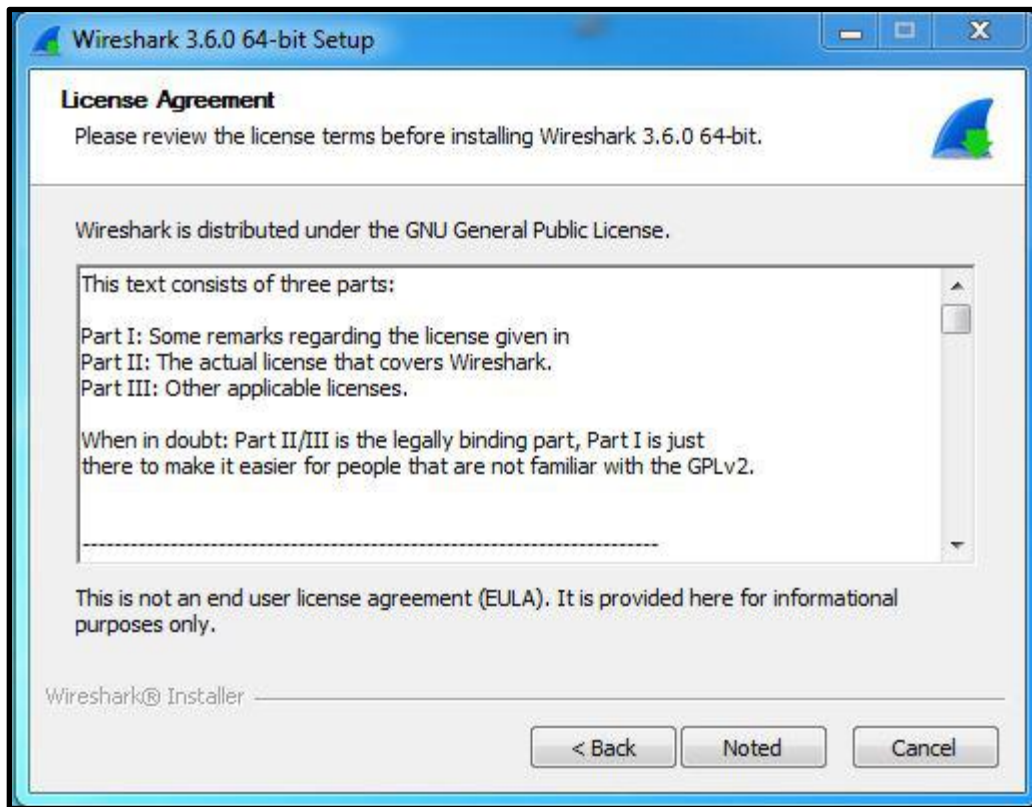 Wireshark 3.6.0 64-bit Setup
License Agreement
Please review the license terms before installing Wireshark 3.6.0 64-bit.
Wireshark is distributed under the GNU General Public License.
This text consists of three parts:
Part I: Some remarks regarding the license given in
Part II: The actual license that covers Wireshark.
Part III: Other applicable licenses.
When in doubt: Part II/III is the legally binding part, Part I is just
there to make it easier for people that are not familiar with the GPLv2.
------------------------------------------------------------------------
This is not an end user license agreement (EULA). It is provided here for informational
purposes only.
Wireshark® Installer
< Back Noted Cancel